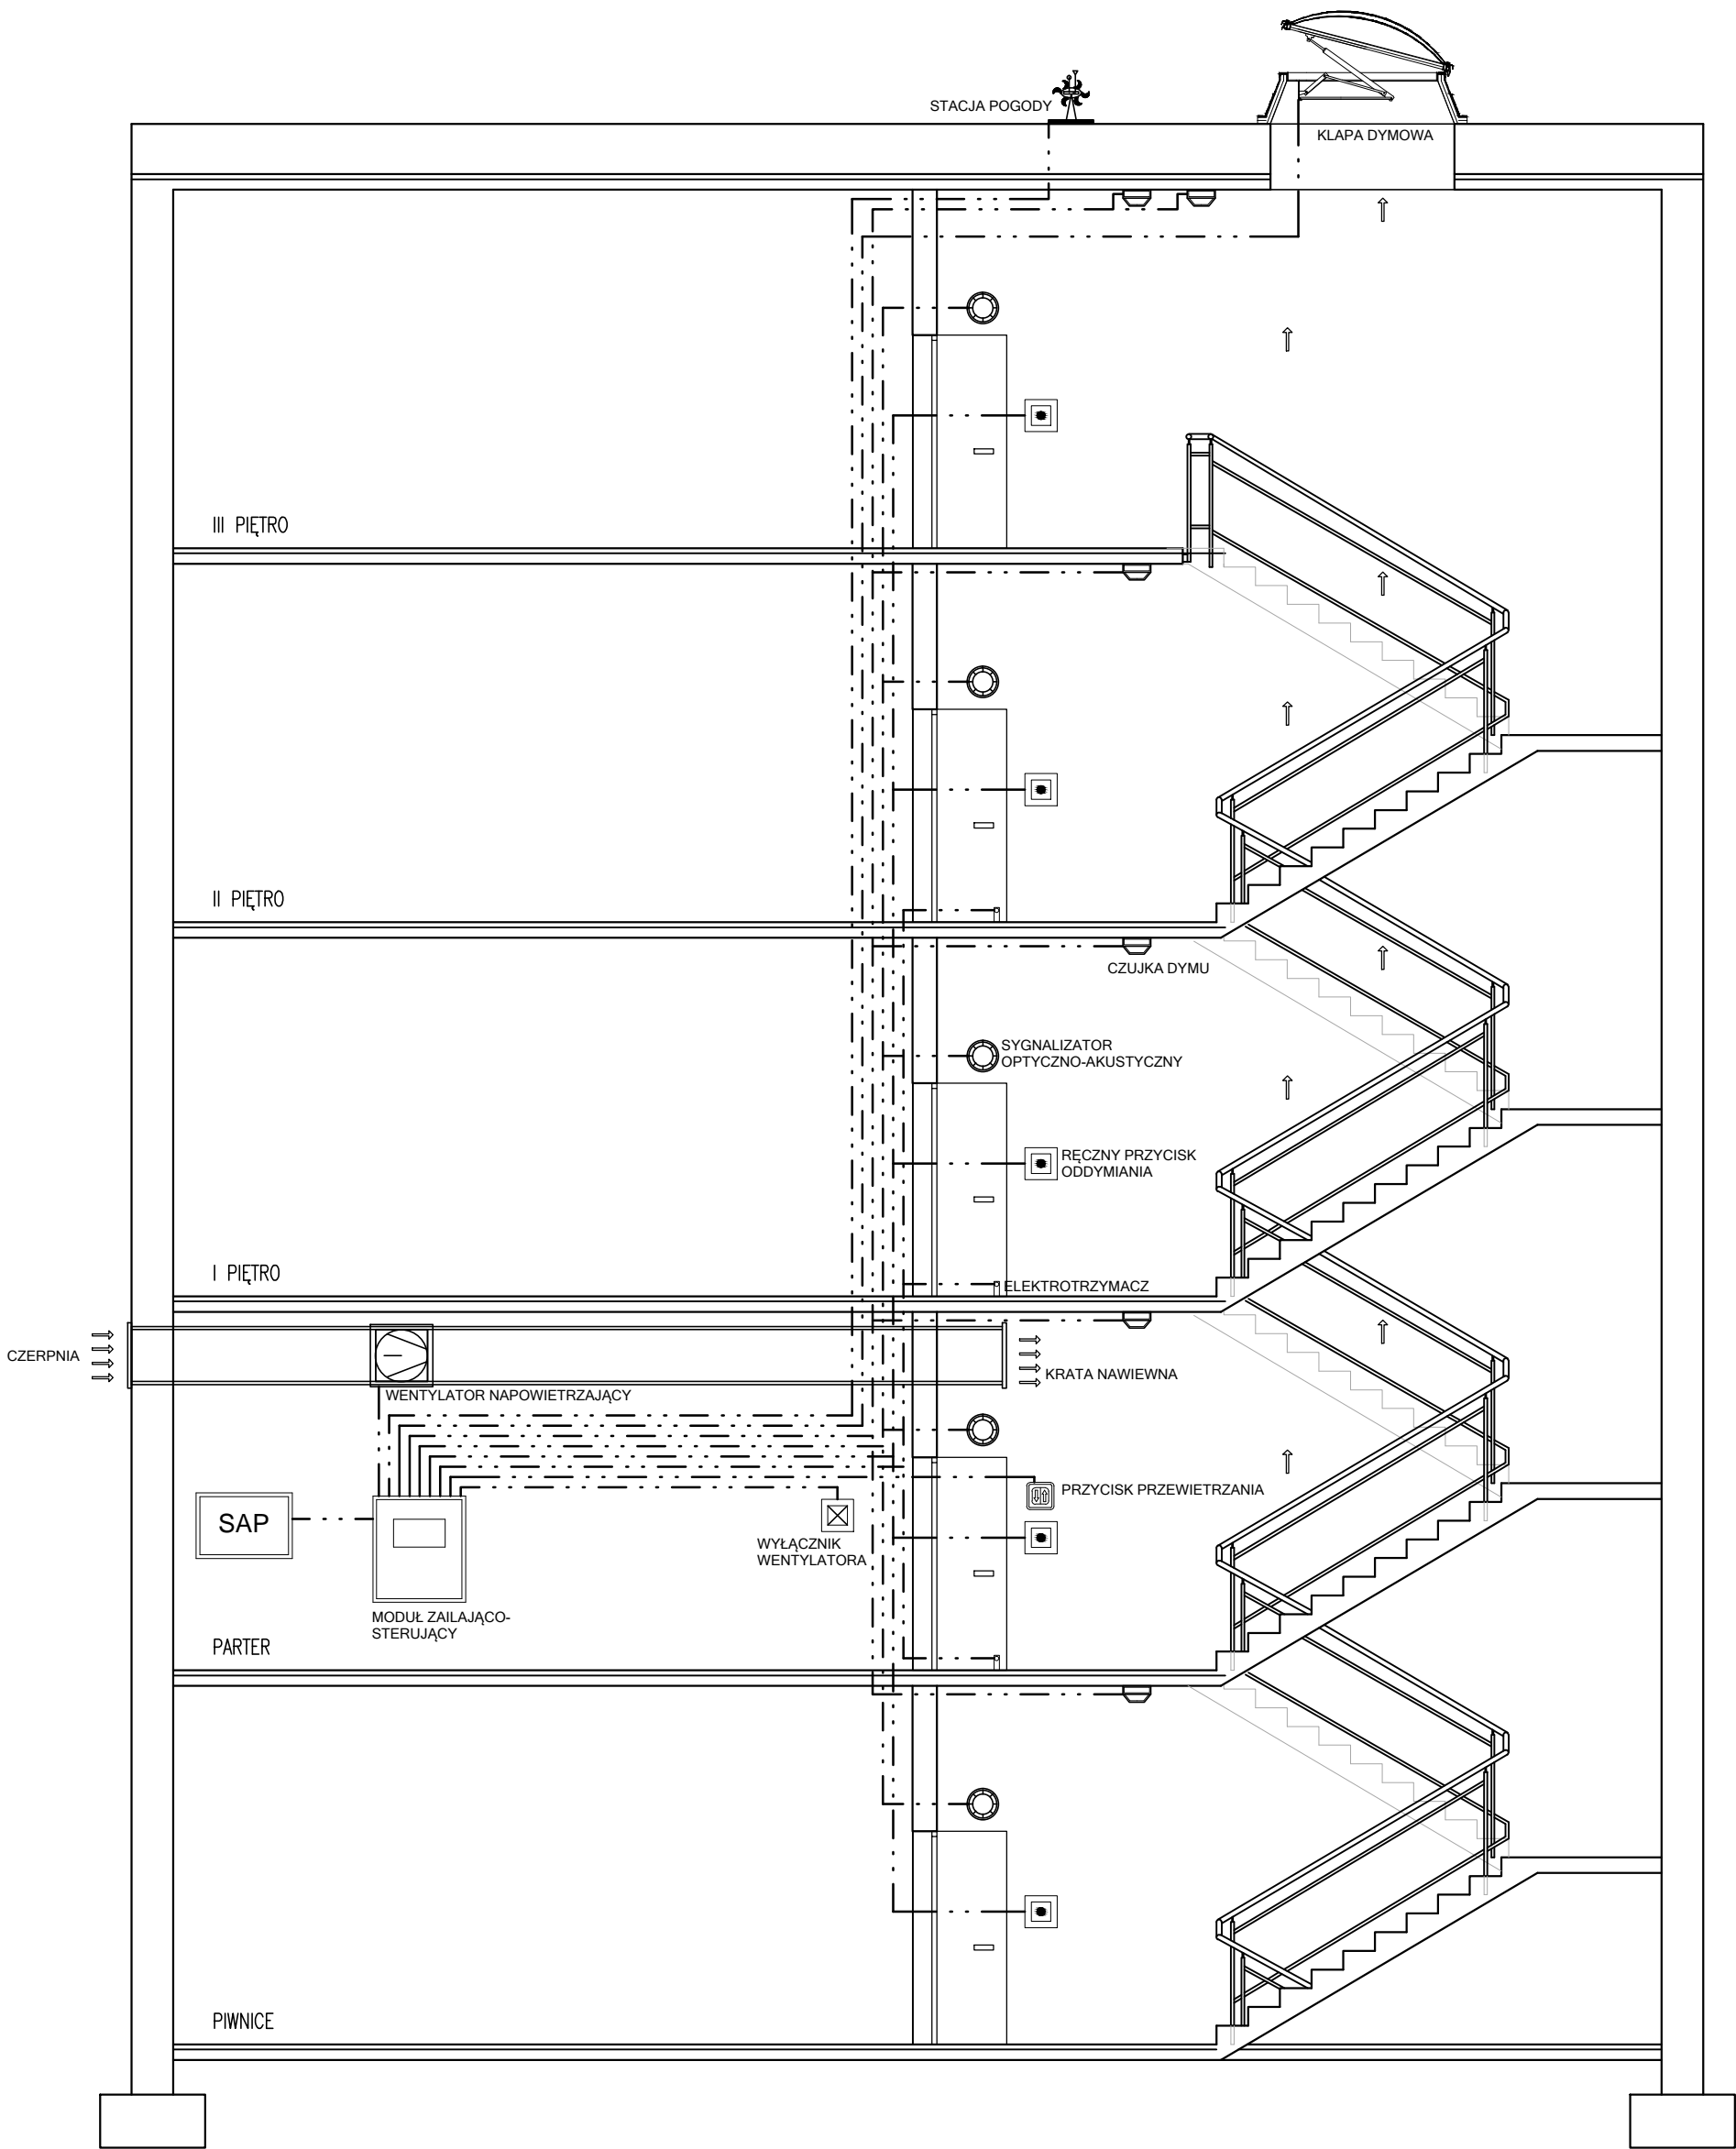 STACJA POGODY
KLAPA DYMOWA
III PIĘTRO
II PIĘTRO
CZUJKA DYMU
SYGNALIZATOR
OPTYCZNO-AKUSTYCZNY
RĘCZNY PRZYCISK
ODDYMIANIA
I PIĘTRO
ELEKTROTRZYMACZ
CZERPNIA
KRATA NAWIEWNA
WENTYLATOR NAPOWIETRZAJĄCY
PRZYCISK PRZEWIETRZANIA
SAP
WYŁĄCZNIK
WENTYLATORA
MODUŁ ZAILAJĄCO-
STERUJĄCY
PARTER
PIWNICE